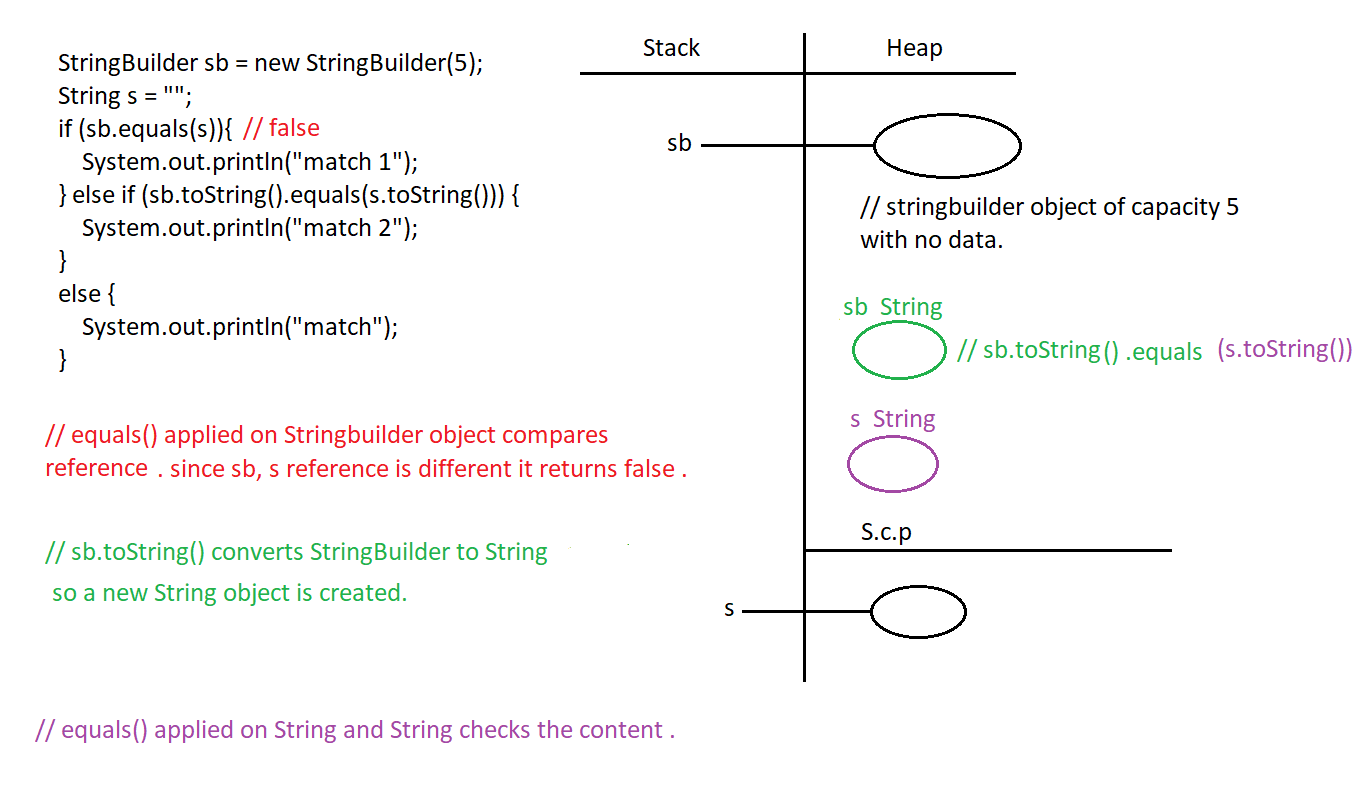 StringBuilder sb = new StringBuilder(5);
String s = "";
if (sb.equals(s)){ // false
System.out.println("match 1");
} else if (sb.toString().equals(s.toString())) {
System.out.println("match 2");
}
else {
System.out.println("match");
}
// equals() applied on Stringbuilder object compares
reference . since sb, s reference is different it returns false .
// sb.toString() converts StringBuilder to String
so a new String object is created.
// equals() applied on String and String checks the content .
Stack Heap
sb
// stringbuilder object of capacity 5
with no data.
sb String
// sb.toString() .equals (s.toString())
s String
S.c.p
s